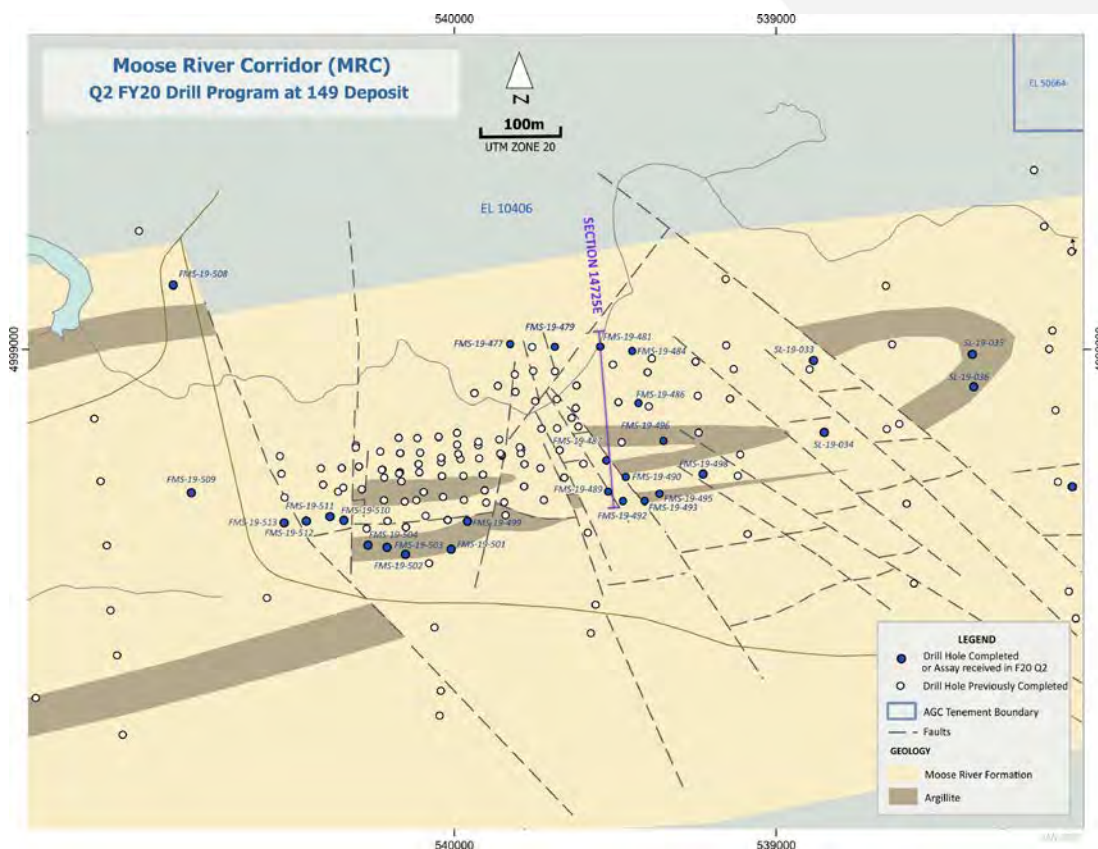 540000
539000
Moose River Corridor (MRC)
Q2 FY20 Drill Program at 149 Deposit
N
100m
UTM ZONE 20
EL 50664
EL 10406
SECTION 14725E
FMS-19-508
4999000
FMS-19-477
FMS-19-479
FMS-19-481
FMS-19-484
SL-19-033
SL-19-035
SL-19-036
FMS-19-486
FMS-19-496
SL-19-034
FMS-19-498
FMS-19-490
FMS-19-489
FMS-19-495
FMS-19-493
FMS-19-492
FMS-19-509
FMS-19-511
FMS-19-510
FMS-19-513
FMS-19-512
FMS-19-499
FMS-19-504
FMS-19-503
FMS-19-501
FMS-19-502
LEGEND
Drill Hole Completed
or Assay received in F20 Q2
Drill Hole Previously Completed
AGC Tenement Boundary
Faults
GEOLOGY
Moose River Formation
Argillite
540000
539000